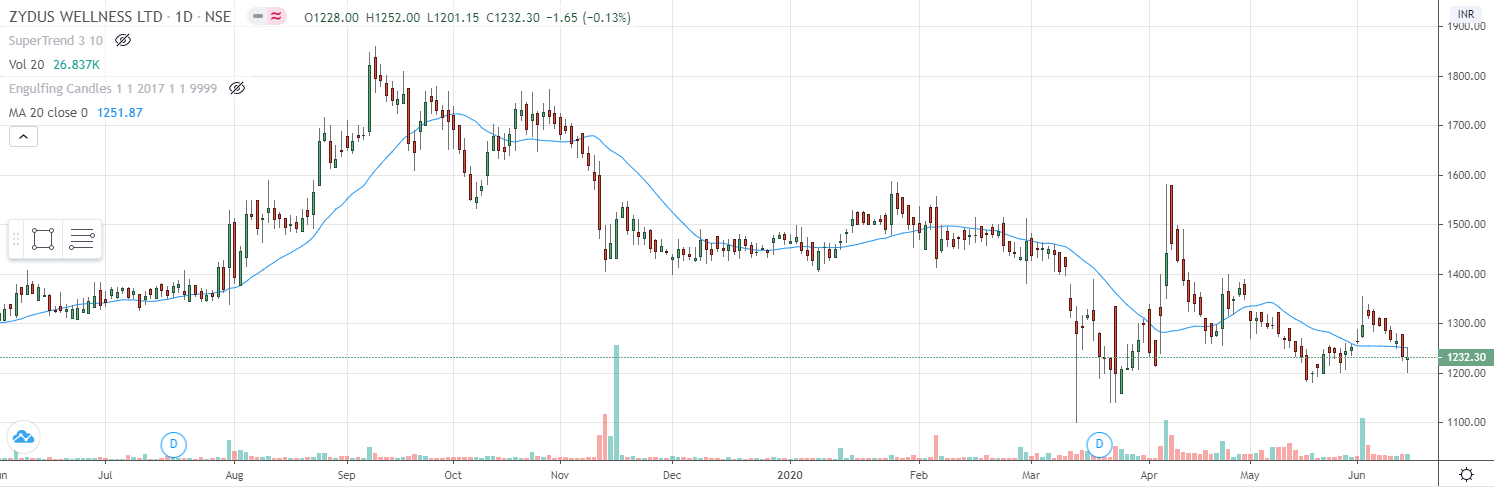 ZYDUS WELLNESS LTD · 1D · NSE O1228.00 H1252.00 L1201.15 C1232.30 −1.65 (−0.13%)
SuperTrend 3 10
Vol 20 26.837K
Engulfing Candles 1 1 2017 1 1 9999
MA 20 close 0 1251.87
INR
1900.00
1800.00
1700.00
1600.00
1500.00
1400.00
1300.00
1232.30
1200.00
1100.00
D D
Jul Aug Sep Oct Nov Dec 2020 Feb Mar Apr May Jun